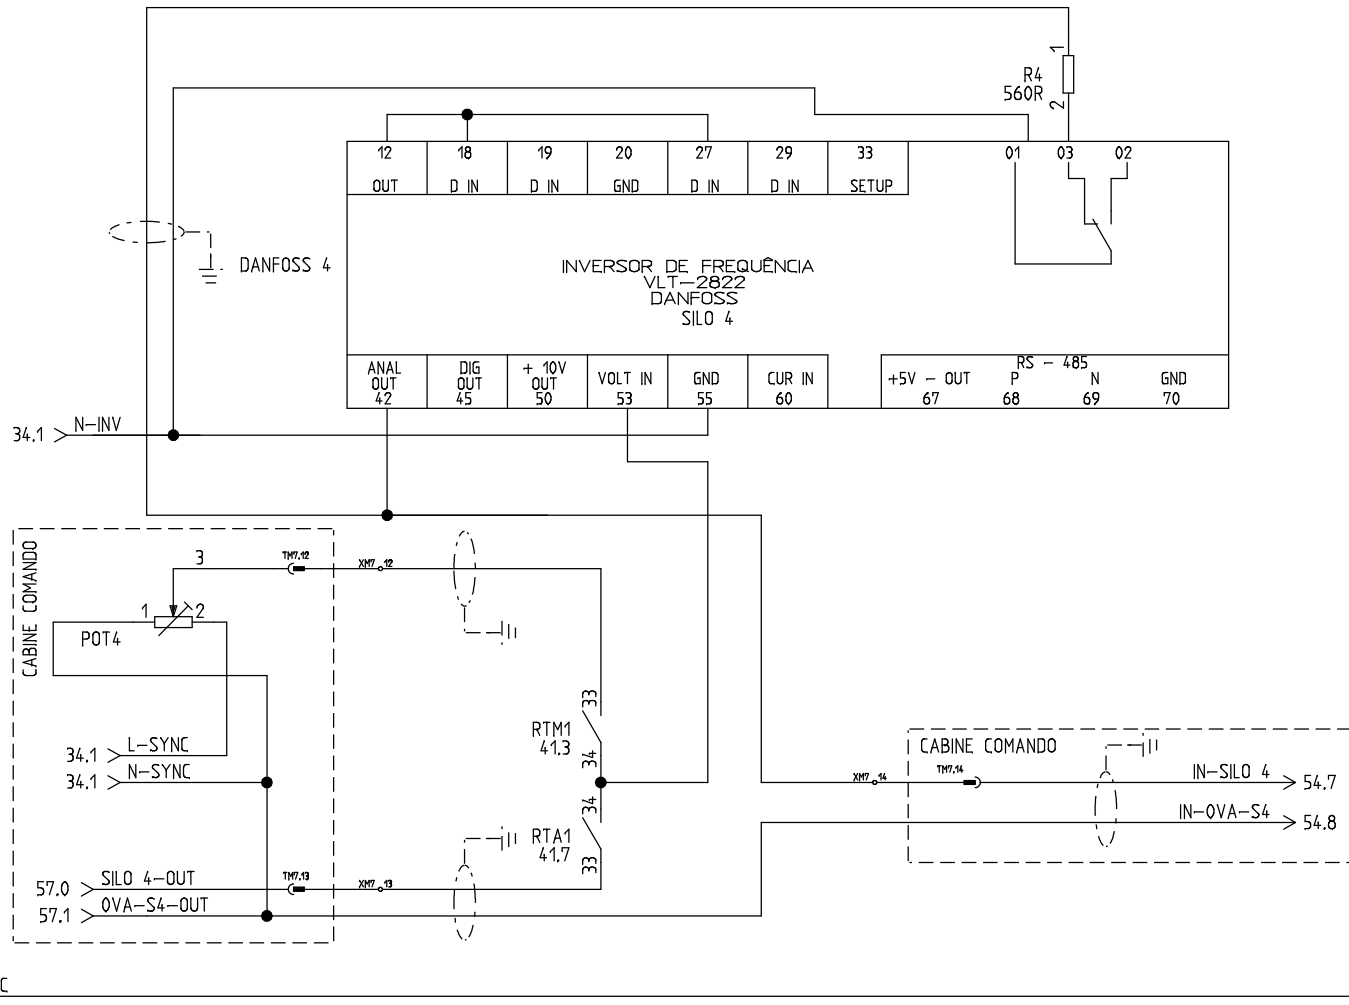 1
R4
560R
2
12 18 19 20 27 29 33 01 03 02
OUT D IN D IN GND D IN D IN SETUP
DANFOSS 4
INVERSOR DE FREQUÊNCIA
VLT-2822
DANFOSS
SILO 4
ANAL OUT 42
DIG OUT 45
+ 10V OUT 50
VOLT IN 53
GND 55
CUR IN 60
RS - 485
+5V - OUT P N GND
67 68 69 70
34.1 N-INV
CABINE COMANDO
3 TM7.12 XM7 12
1 2
POT4
34.1 L-SYNC
34.1 N-SYNC
33
RTM1
41.3
34
34
RTA1
41.7
33
57.0 SILO 4-OUT TM7.13 XM7 13
57.1 OVA-S4-OUT
CABINE COMANDO
XM7 14 TM7.14 IN-SILO 4 54.7
IN-OVA-S4 54.8
C